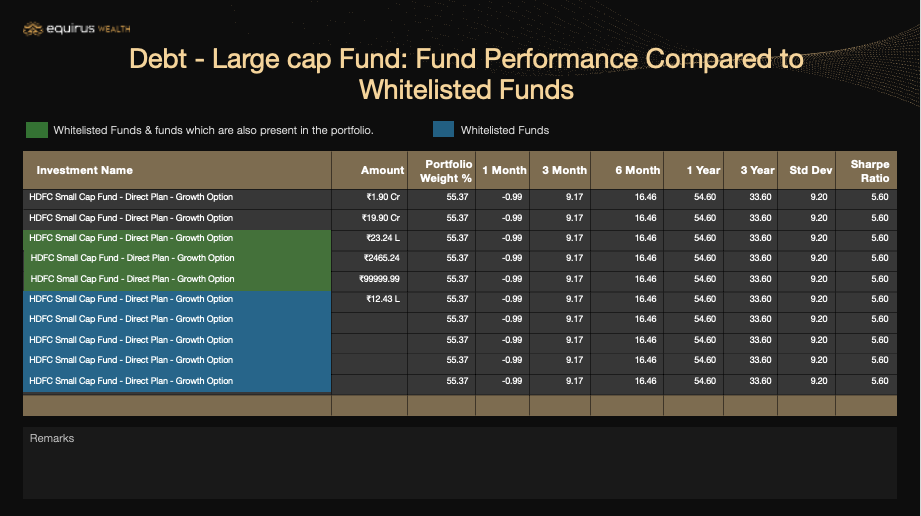 equirus WEALTH
Debt - Large cap Fund: Fund Performance Compared to
Whitelisted Funds
Whitelisted Funds & funds which are also present in the portfolio. Whitelisted Funds
Investment Name Amount Portfolio Weight % 1 Month 3 Month 6 Month 1 Year 3 Year Std Dev Sharpe Ratio
HDFC Small Cap Fund - Direct Plan - Growth Option ₹1.90 Cr 55.37 -0.99 9.17 16.46 54.60 33.60 9.20 5.60
HDFC Small Cap Fund - Direct Plan - Growth Option ₹19.90 Cr 55.37 -0.99 9.17 16.46 54.60 33.60 9.20 5.60
HDFC Small Cap Fund - Direct Plan - Growth Option ₹23.24 L 55.37 -0.99 9.17 16.46 54.60 33.60 9.20 5.60
HDFC Small Cap Fund - Direct Plan - Growth Option ₹2465.24 55.37 -0.99 9.17 16.46 54.60 33.60 9.20 5.60
HDFC Small Cap Fund - Direct Plan - Growth Option ₹99999.99 55.37 -0.99 9.17 16.46 54.60 33.60 9.20 5.60
HDFC Small Cap Fund - Direct Plan - Growth Option ₹12.43 L 55.37 -0.99 9.17 16.46 54.60 33.60 9.20 5.60
HDFC Small Cap Fund - Direct Plan - Growth Option 55.37 -0.99 9.17 16.46 54.60 33.60 9.20 5.60
HDFC Small Cap Fund - Direct Plan - Growth Option 55.37 -0.99 9.17 16.46 54.60 33.60 9.20 5.60
HDFC Small Cap Fund - Direct Plan - Growth Option 55.37 -0.99 9.17 16.46 54.60 33.60 9.20 5.60
HDFC Small Cap Fund - Direct Plan - Growth Option 55.37 -0.99 9.17 16.46 54.60 33.60 9.20 5.60
Remarks